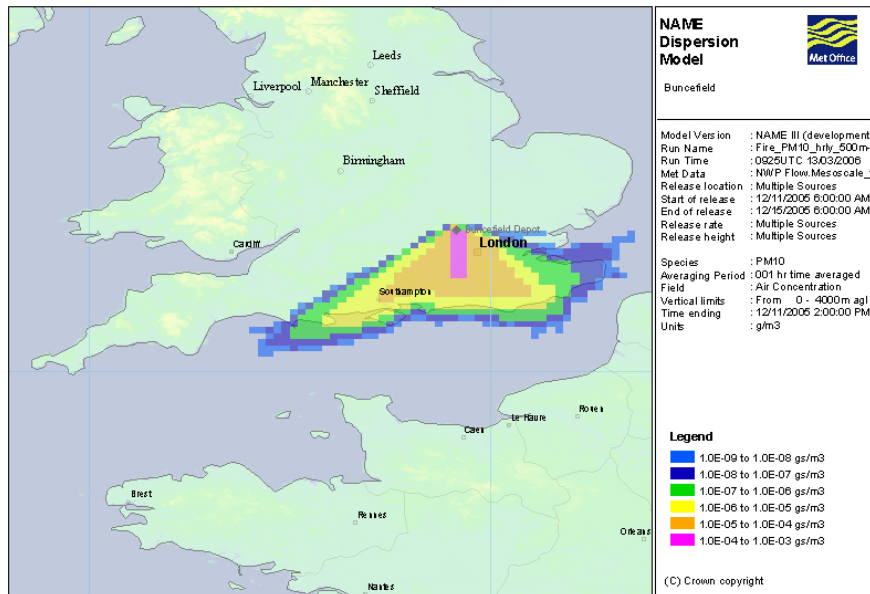 Leeds
Liverpool
Manchester
Sheffield
Birmingham
Cardiff
Buncefield Depot
London
Southampton
Le Havre
Rouen
Caen
Brest
Rennes
Orleans
Nantes
NAME
Dispersion
Model
Met Office
Buncefield
Model Version : NAME III (development
Run Name : Fire_PM10_hrly_500m-
Run Time : 0925UTC 13/03/2006
Met Data : NWP Flow.Mesoscale_
Release location : Multiple Sources
Start of release : 12/11/2005 6:00:00 AM
End of release : 12/15/2005 6:00:00 AM
Release rate : Multiple Sources
Release height : Multiple Sources
Species : PM10
Averaging Period : 001 hr time averaged
Field : Air Concentration
Vertical limits : From 0 - 4000m agl
Time ending : 12/11/2005 2:00:00 PM
Units : g/m3
Legend
1.0E-09 to 1.0E-08 gs/m3
1.0E-08 to 1.0E-07 gs/m3
1.0E-07 to 1.0E-06 gs/m3
1.0E-06 to 1.0E-05 gs/m3
1.0E-05 to 1.0E-04 gs/m3
1.0E-04 to 1.0E-03 gs/m3
(C) Crown copyright